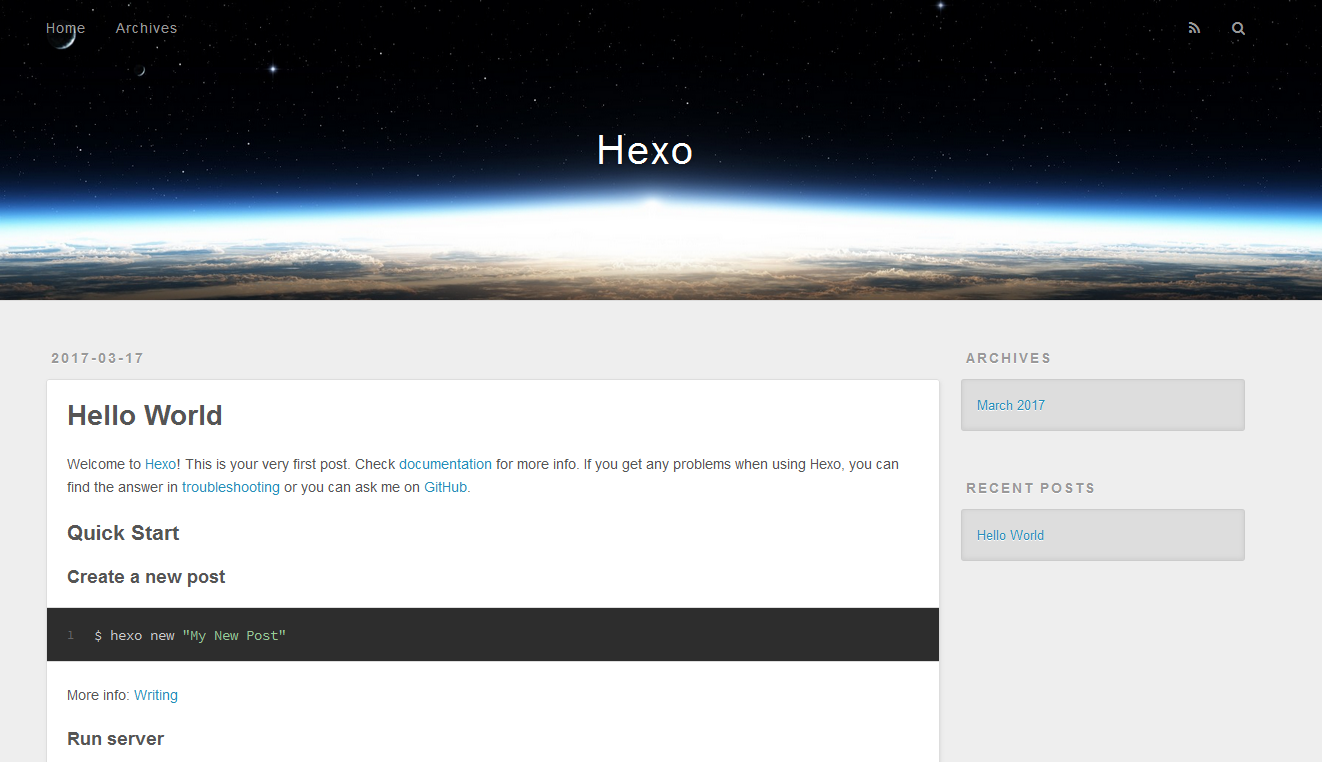 Home Archives
Hexo
2017-03-17
Hello World
Welcome to Hexo! This is your very first post. Check documentation for more info. If you get any problems when using Hexo, you can
find the answer in troubleshooting or you can ask me on GitHub.
Quick Start
Create a new post
1 $ hexo new "My New Post"
More info: Writing
Run server
ARCHIVES
March 2017
RECENT POSTS
Hello World